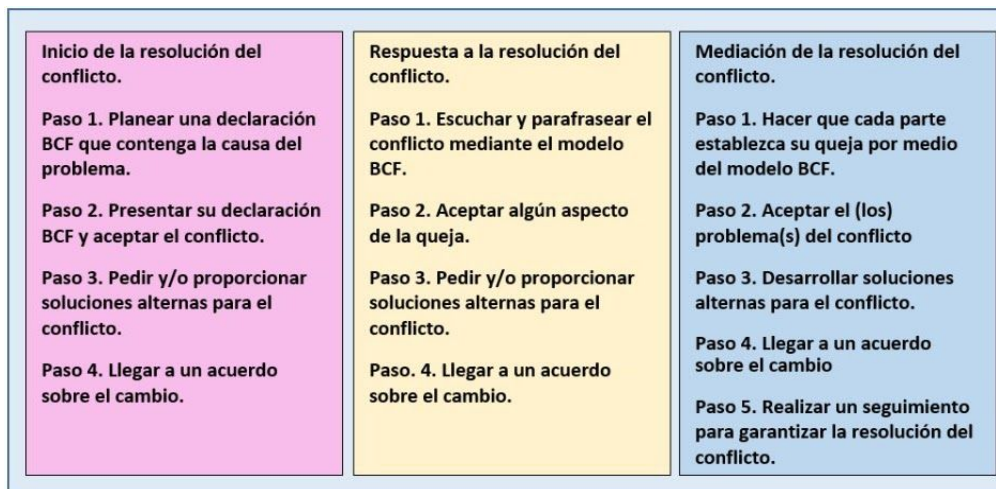 Inicio de la resolución del
conflicto.
Paso 1. Planear una declaración
BCF que contenga la causa del
problema.
Paso 2. Presentar su declaración
BCF y aceptar el conflicto.
Paso 3. Pedir y/o proporcionar
soluciones alternas para el
conflicto.
Paso 4. Llegar a un acuerdo
sobre el cambio.
Respuesta a la resolución del
conflicto.
Paso 1. Escuchar y parafrasear el
conflicto mediante el modelo
BCF.
Paso 2. Aceptar algún aspecto
de la queja.
Paso 3. Pedir y/o proporcionar
soluciones alternas para el
conflicto.
Paso. 4. Llegar a un acuerdo
sobre el cambio.
Mediación de la resolución del
conflicto.
Paso 1. Hacer que cada parte
establezca su queja por medio
del modelo BCF.
Paso 2. Aceptar el (los)
problema(s) del conflicto
Paso 3. Desarrollar soluciones
alternas para el conflicto.
Paso 4. Llegar a un acuerdo
sobre el cambio
Paso 5. Realizar un seguimiento
para garantizar la resolución del
conflicto.